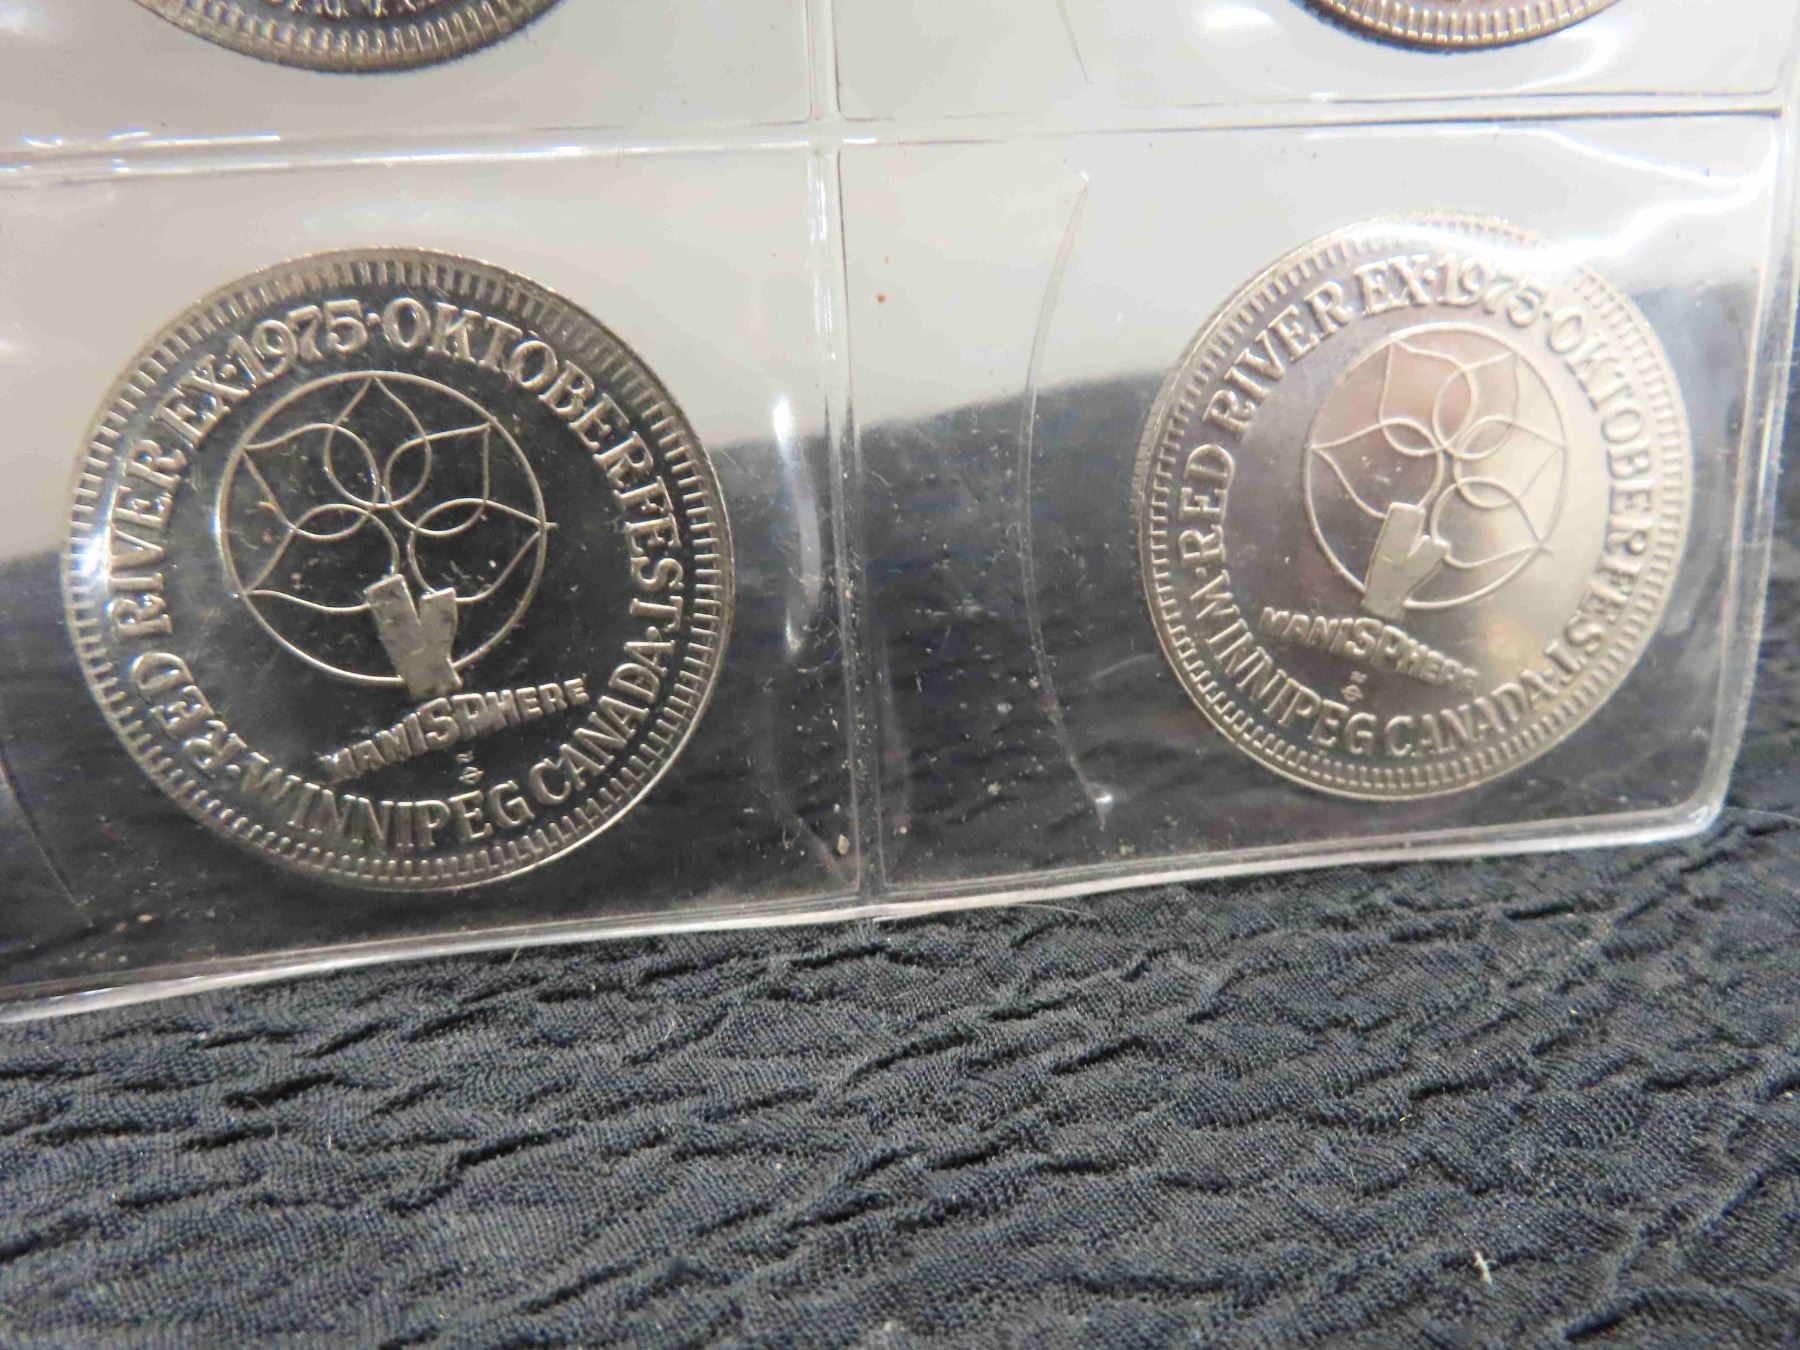 RED RIVER EX·1975·OKTOBERFEST·
WINNIPEG CANADA·
MANISPHERE
RED RIVER EX·1975·OKTOBERFEST·
WINNIPEG CANADA·
MANISPHERE